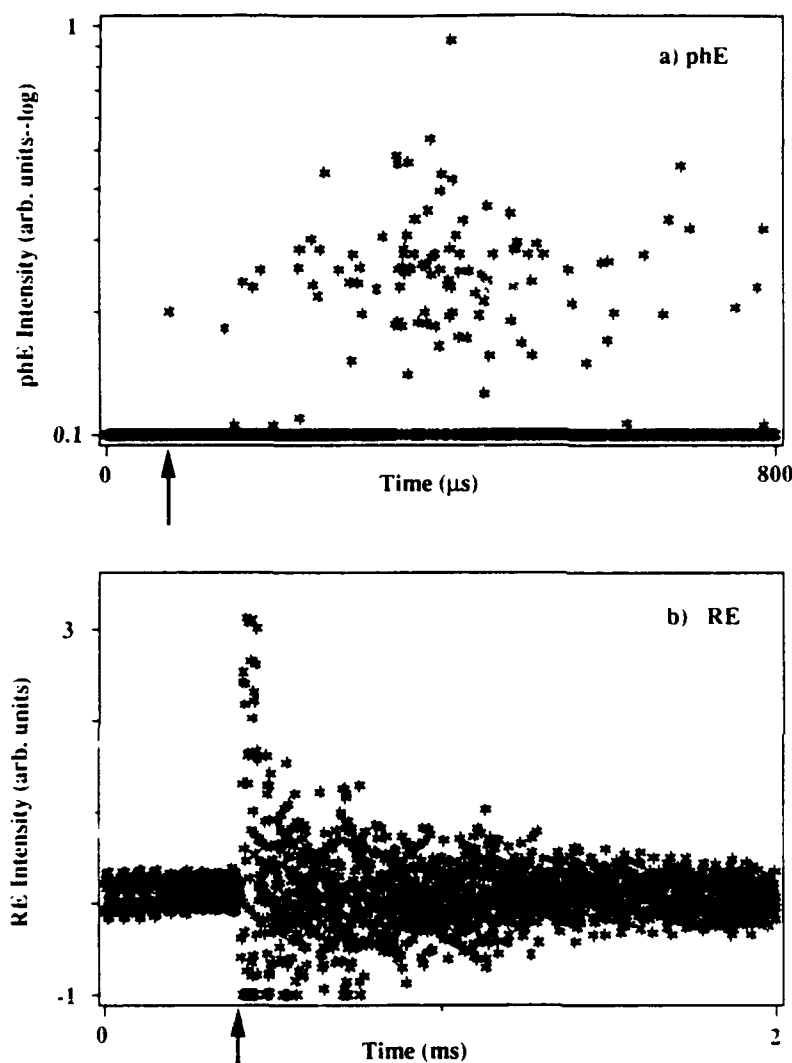 1
a) phE
phE Intensity (arb. units--log)
0.1
0
Time (μs)
800
3
b) RE
RE Intensity (arb. units)
-1
0
Time (ms)
2